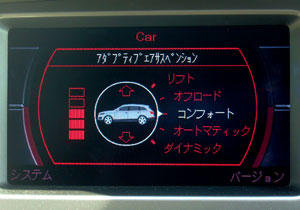 Car
ｱﾀﾞﾌﾟﾃｨﾌﾞｴｱｻｽﾍﾟﾝｼｮﾝ
リフト
オフロード
コンフォート
オートマティック
ダイナミック
システム
バージョン